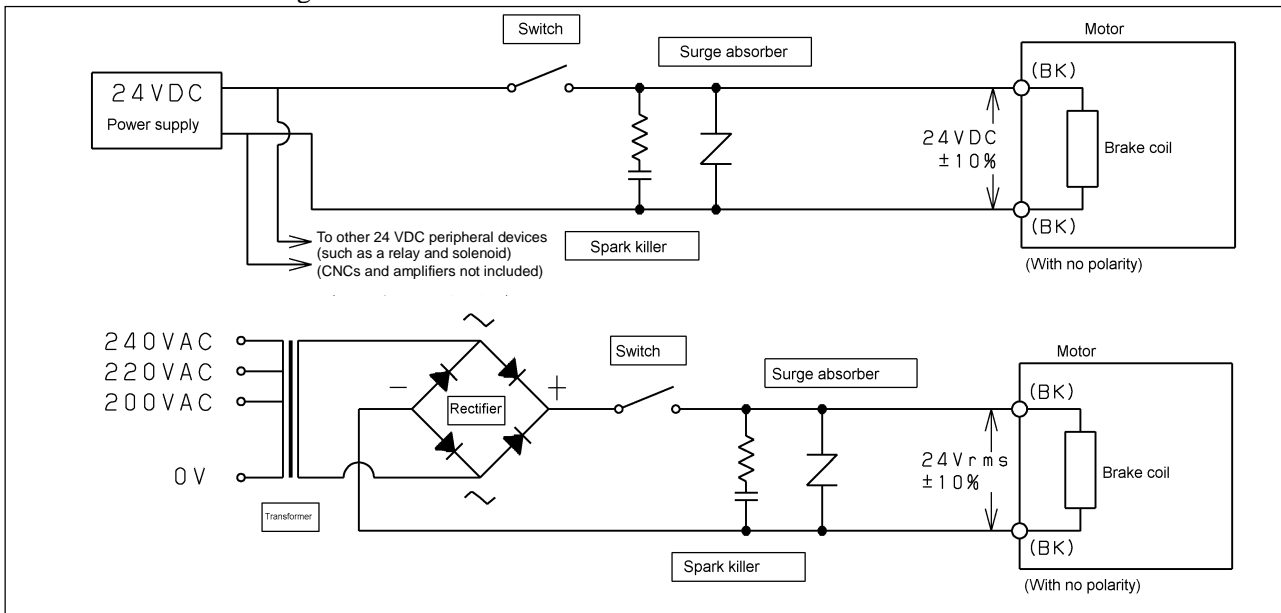 Switch
Surge absorber
Motor
24VDC
Power supply
(BK)
24VDC
±10%
Brake coil
(BK)
To other 24 VDC peripheral devices
(such as a relay and solenoid)
(CNCs and amplifiers not included)
Spark killer
(With no polarity)
240VAC
220VAC
200VAC
0V
Transformer
−
Rectifier
+
Switch
Surge absorber
Motor
(BK)
24Vrms
±10%
Brake coil
(BK)
Spark killer
(With no polarity)